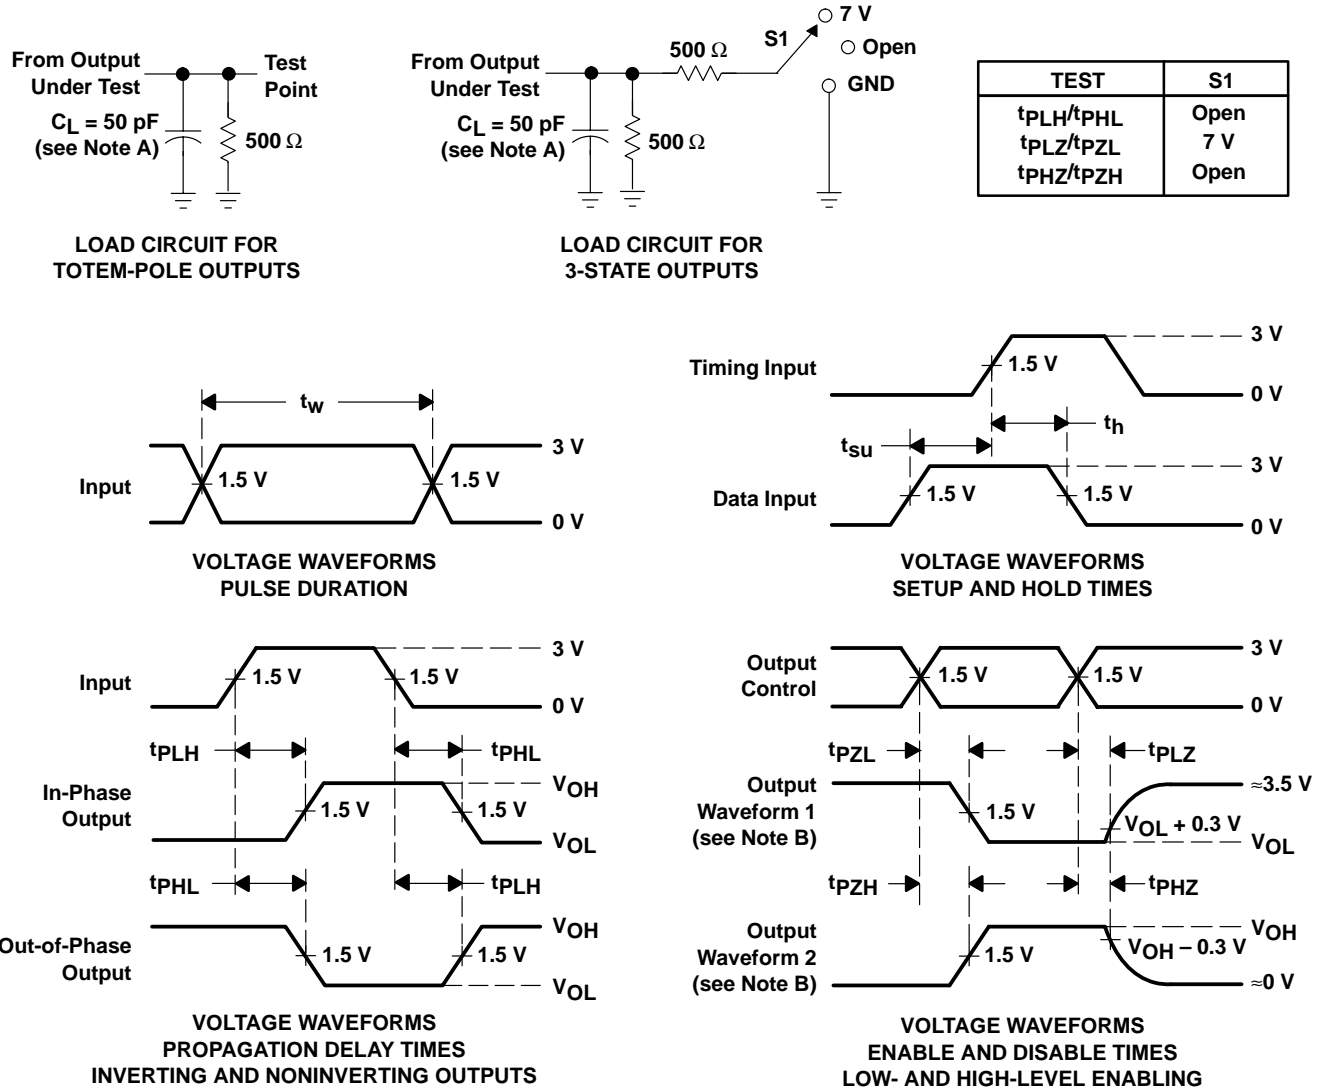 From Output
Under Test
Test
Point
CL = 50 pF
(see Note A)
500 Ω
LOAD CIRCUIT FOR
TOTEM-POLE OUTPUTS
From Output
Under Test
CL = 50 pF
(see Note A)
500 Ω
500 Ω
S1
7 V
Open
GND
LOAD CIRCUIT FOR
3-STATE OUTPUTS
TEST S1
tPLH/tPHL Open
tPLZ/tPZL 7 V
tPHZ/tPZH Open
tw
Input
1.5 V
1.5 V
3 V
0 V
VOLTAGE WAVEFORMS
PULSE DURATION
Timing Input
1.5 V
3 V
0 V
tsu
th
Data Input
1.5 V
1.5 V
3 V
0 V
VOLTAGE WAVEFORMS
SETUP AND HOLD TIMES
Input
1.5 V
1.5 V
3 V
0 V
tPLH
tPHL
In-Phase
Output
1.5 V
1.5 V
VOH
VOL
tPHL
tPLH
Out-of-Phase
Output
1.5 V
1.5 V
VOH
VOL
VOLTAGE WAVEFORMS
PROPAGATION DELAY TIMES
INVERTING AND NONINVERTING OUTPUTS
Output
Control
1.5 V
1.5 V
3 V
0 V
tPZL
tPLZ
Output
Waveform 1
(see Note B)
1.5 V
≈3.5 V
VOL + 0.3 V
VOL
tPZH
tPHZ
Output
Waveform 2
(see Note B)
1.5 V
VOH
VOH – 0.3 V
≈0 V
VOLTAGE WAVEFORMS
ENABLE AND DISABLE TIMES
LOW- AND HIGH-LEVEL ENABLING